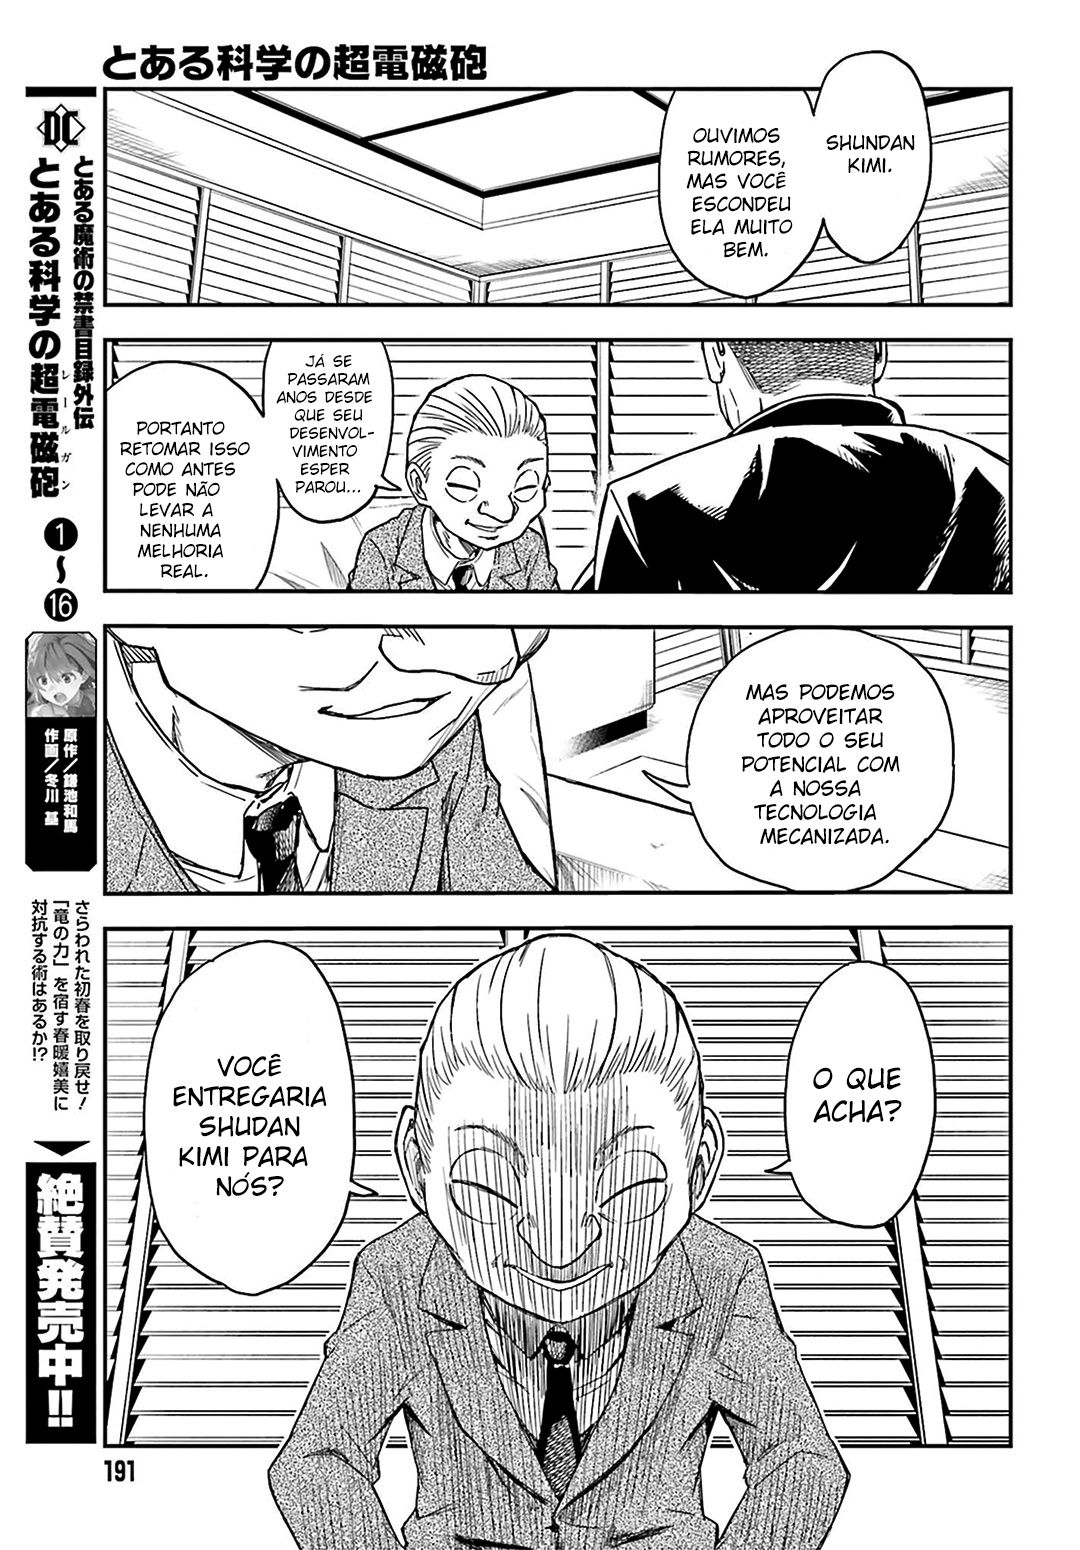 とある科学の超電磁砲
SHUNDAN
KIMI.
OUVIMOS
RUMORES,
MAS VOCÊ
ESCONDEU
ELA MUITO
BEM.
JÁ SE
PASSARAM
ANOS DESDE
QUE SEU
DESENVOL-
VIMENTO
ESPER
PAROU...
PORTANTO
RETOMAR ISSO
COMO ANTES
PODE NÃO
LEVAR A
NENHUMA
MELHORIA
REAL.
MAS PODEMOS
APROVEITAR
TODO O SEU
POTENCIAL COM
A NOSSA
TECNOLOGIA
MECANIZADA.
O QUE
ACHA?
VOCÊ
ENTREGARIA
SHUDAN
KIMI PARA
NÓS?
DC
とある魔術の禁書目録外伝
とある科学の超電磁砲
レールガン
1～16
原作／鎌池和馬
作画／冬川 基
さらわれた初春を取り戻せ！
「竜の力」を宿す春暖嬉美に
対抗する術はあるか!?
絶賛発売中!!
191